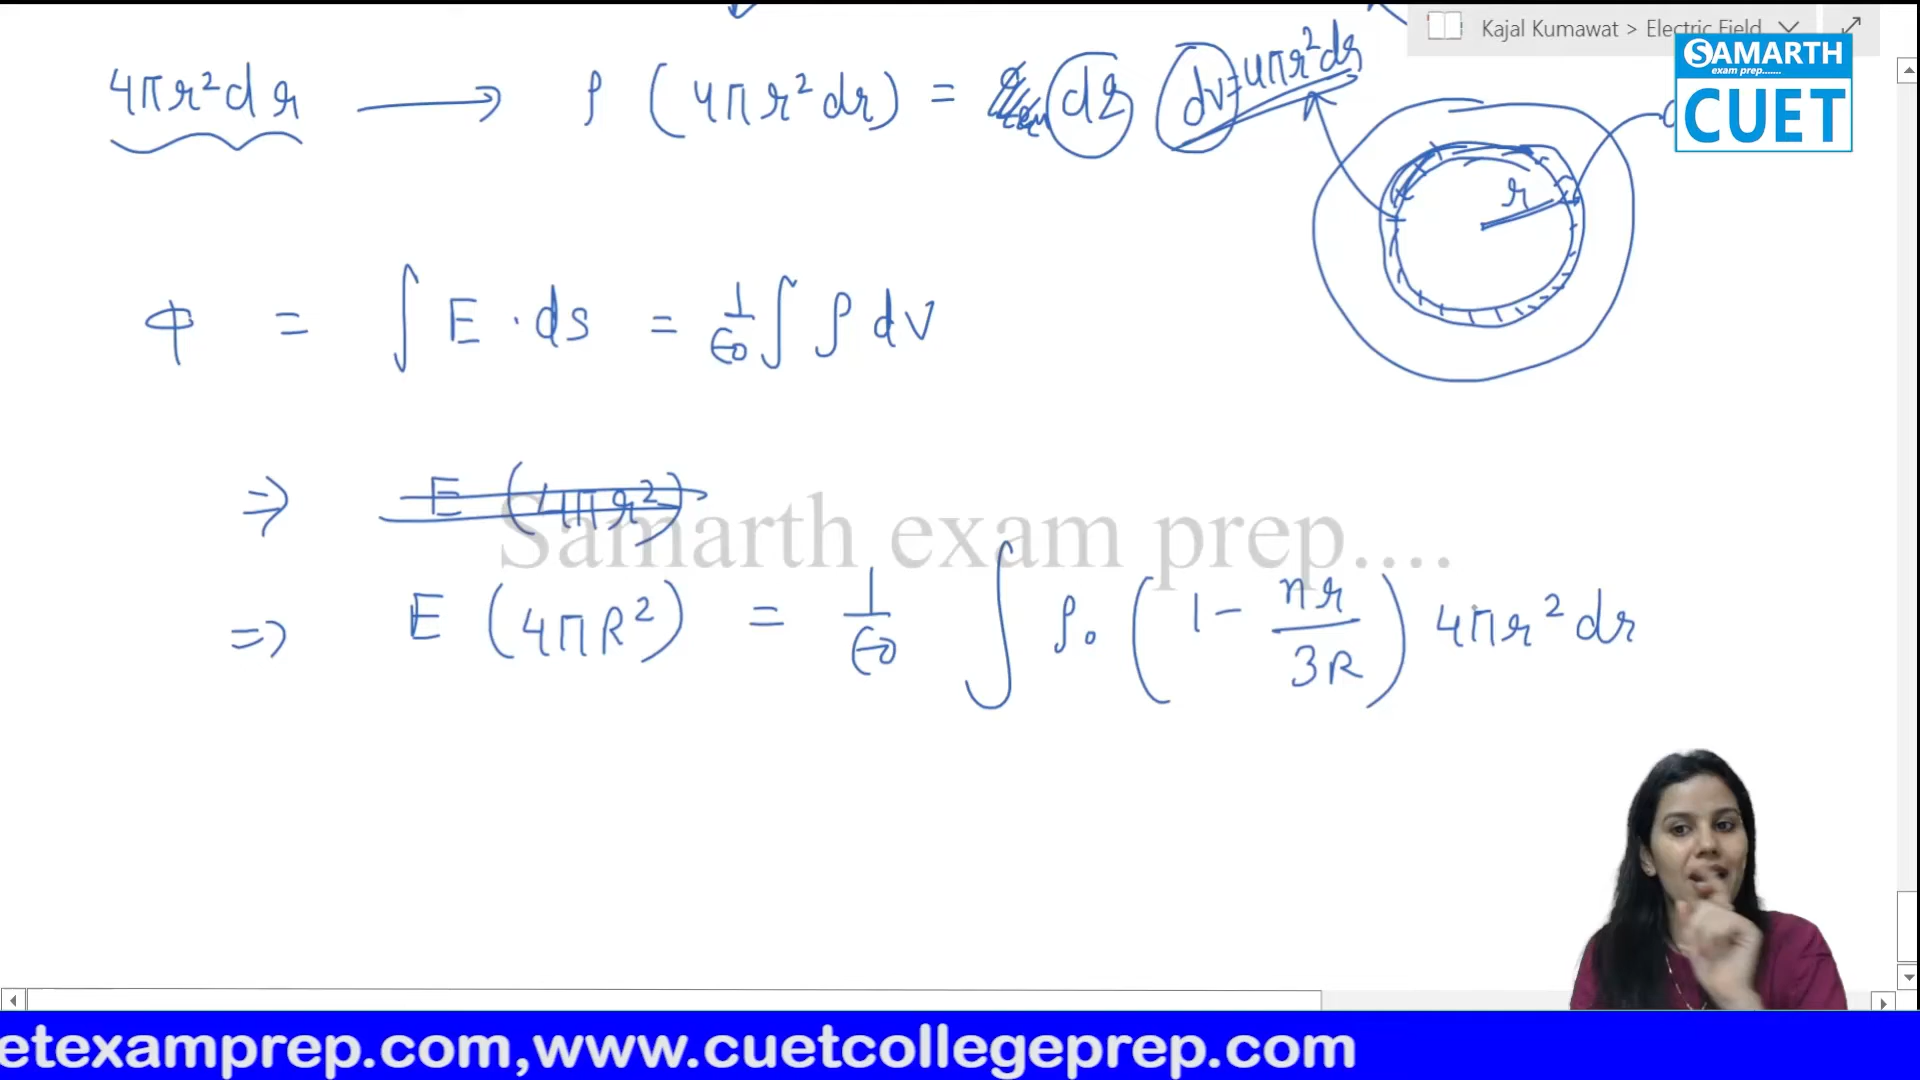 Kajal Kumawat > Electric Field
SAMARTH
exam prep.......
CUET
4πr²dr → ρ (4πr²dr) = dq dV=4πr²dr
r
φ = ∫ E · ds = 1/ε0 ∫ ρ dV
⇒ E (4πr²)
⇒ E (4πR²) = 1/ε0 ∫ ρ₀ (1 - nr/3R) 4πr² dr
Samarth exam prep....
etexamprep.com,www.cuetcollegeprep.com